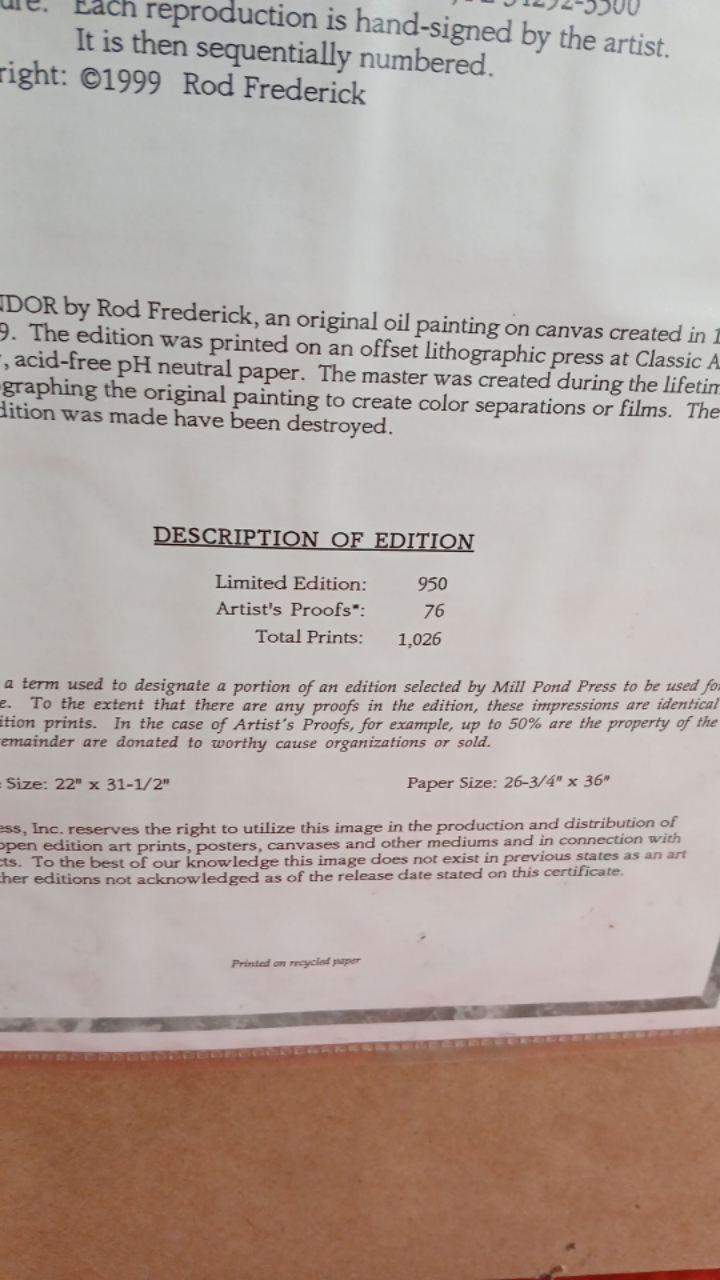 Each reproduction is hand-signed by the artist.
It is then sequentially numbered.
right: ©1999 Rod Frederick
NDOR by Rod Frederick, an original oil painting on canvas created in 1
9. The edition was printed on an offset lithographic press at Classic A
, acid-free pH neutral paper. The master was created during the lifetim
graphing the original painting to create color separations or films. The
dition was made have been destroyed.
DESCRIPTION OF EDITION
Limited Edition: 950
Artist's Proofs*: 76
Total Prints: 1,026
a term used to designate a portion of an edition selected by Mill Pond Press to be used for
e. To the extent that there are any proofs in the edition, these impressions are identical
ition prints. In the case of Artist's Proofs, for example, up to 50% are the property of the
emainder are donated to worthy cause organizations or sold.
Size: 22" x 31-1/2" Paper Size: 26-3/4" x 36"
ess, Inc. reserves the right to utilize this image in the production and distribution of
open edition art prints, posters, canvases and other mediums and in connection with
cts. To the best of our knowledge this image does not exist in previous states as an art
her editions not acknowledged as of the release date stated on this certificate.
Printed on recycled paper